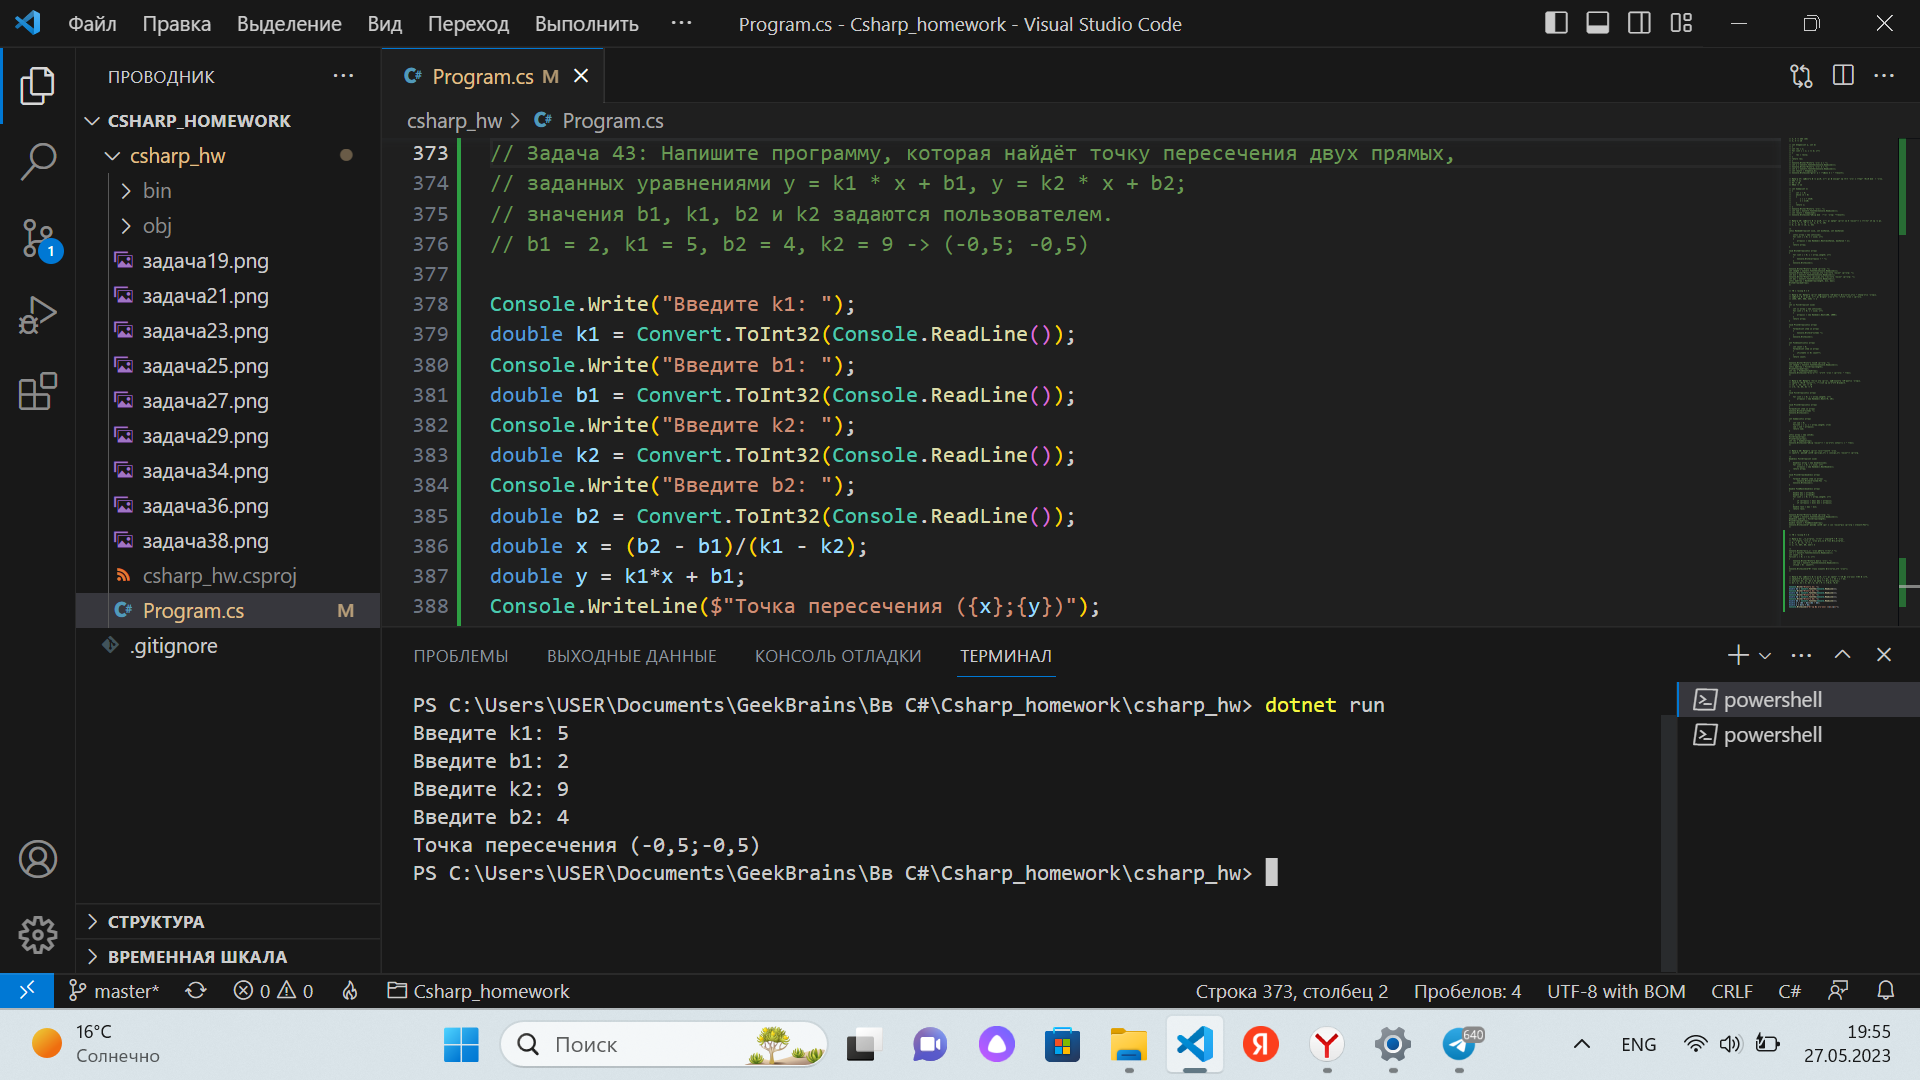 Файл Правка Выделение Вид Переход Выполнить ··· Program.cs - Csharp_homework - Visual Studio Code
ПРОВОДНИК ···
CSHARP_HOMEWORK
csharp_hw
bin
obj
задача19.png
задача21.png
задача23.png
задача25.png
задача27.png
задача29.png
задача34.png
задача36.png
задача38.png
csharp_hw.csproj
Program.cs M
.gitignore
СТРУКТУРА
ВРЕМЕННАЯ ШКАЛА
1
Program.cs M
csharp_hw > Program.cs
373 // Задача 43: Напишите программу, которая найдёт точку пересечения двух прямых,
374 // заданных уравнениями y = k1 * x + b1, y = k2 * x + b2;
375 // значения b1, k1, b2 и k2 задаются пользователем.
376 // b1 = 2, k1 = 5, b2 = 4, k2 = 9 -> (-0,5; -0,5)
377
378 Console.Write("Введите k1: ");
379 double k1 = Convert.ToInt32(Console.ReadLine());
380 Console.Write("Введите b1: ");
381 double b1 = Convert.ToInt32(Console.ReadLine());
382 Console.Write("Введите k2: ");
383 double k2 = Convert.ToInt32(Console.ReadLine());
384 Console.Write("Введите b2: ");
385 double b2 = Convert.ToInt32(Console.ReadLine());
386 double x = (b2 - b1)/(k1 - k2);
387 double y = k1*x + b1;
388 Console.WriteLine($"Точка пересечения ({x};{y})");
ПРОБЛЕМЫ ВЫХОДНЫЕ ДАННЫЕ КОНСОЛЬ ОТЛАДКИ ТЕРМИНАЛ
PS C:\Users\USER\Documents\GeekBrains\Вв C#\Csharp_homework\csharp_hw> dotnet run
Введите k1: 5
Введите b1: 2
Введите k2: 9
Введите b2: 4
Точка пересечения (-0,5;-0,5)
PS C:\Users\USER\Documents\GeekBrains\Вв C#\Csharp_homework\csharp_hw>
powershell
powershell
master* 0 0 Csharp_homework Строка 373, столбец 2 Пробелов: 4 UTF-8 with BOM CRLF C#
16°C
Солнечно
Поиск
640
ENG
19:55
27.05.2023